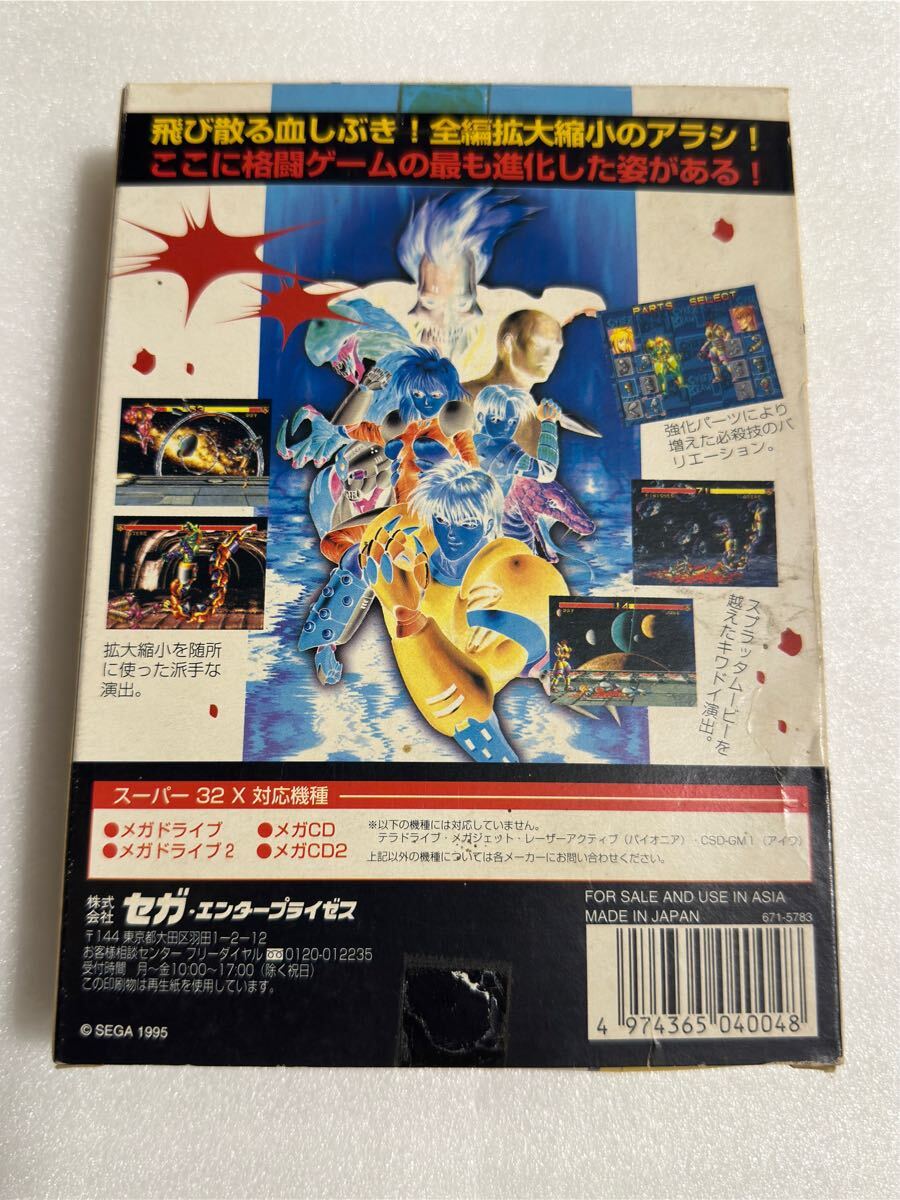 飛び散る血しぶき！全編拡大縮小のアラシ！
ここに格闘ゲームの最も進化した姿がある！
PARTS SELECT
強化パーツにより
増えた必殺技のバ
リエーション。
拡大縮小を随所
に使った派手な
演出。
スプラッタムービーを
越えたキワドイ演出。
スーパー 32 X 対応機種
●メガドライブ ●メガCD
●メガドライブ2 ●メガCD2
※以下の機種には対応していません。
テラドライブ・メガジェット・レーザーアクティブ（パイオニア）・CSD-GM1（アイワ）
上記以外の機種については各メーカーにお問い合わせください。
株式会社 セガ・エンタープライゼス
〒144 東京都大田区羽田1-2-12
お客様相談センター フリーダイヤル 0120-012235
受付時間 月～金10:00～17:00（除く祝日）
この印刷物は再生紙を使用しています。
© SEGA 1995
FOR SALE AND USE IN ASIA
MADE IN JAPAN 671-5783
4 974365 040048